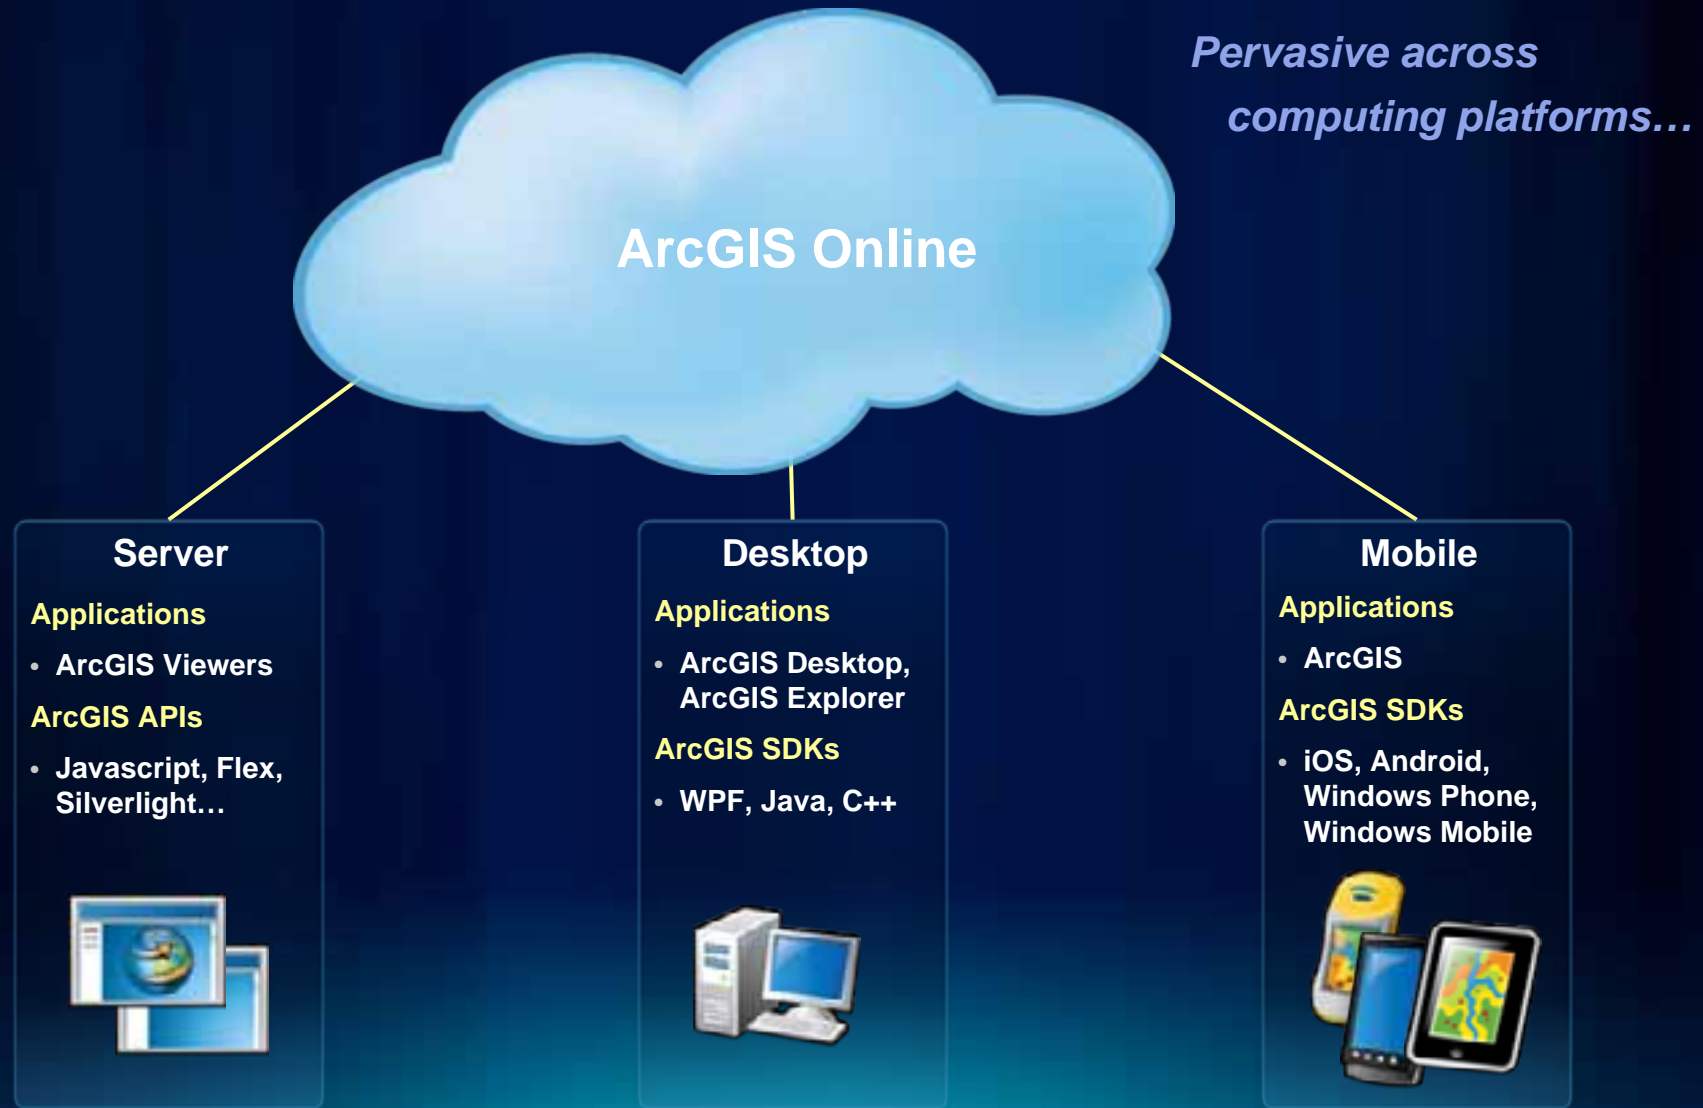 Pervasive across
computing platforms…
ArcGIS Online
Server
Applications
• ArcGIS Viewers
ArcGIS APIs
• Javascript, Flex,
Silverlight…
Desktop
Applications
• ArcGIS Desktop,
ArcGIS Explorer
ArcGIS SDKs
• WPF, Java, C++
Mobile
Applications
• ArcGIS
ArcGIS SDKs
• iOS, Android,
Windows Phone,
Windows Mobile